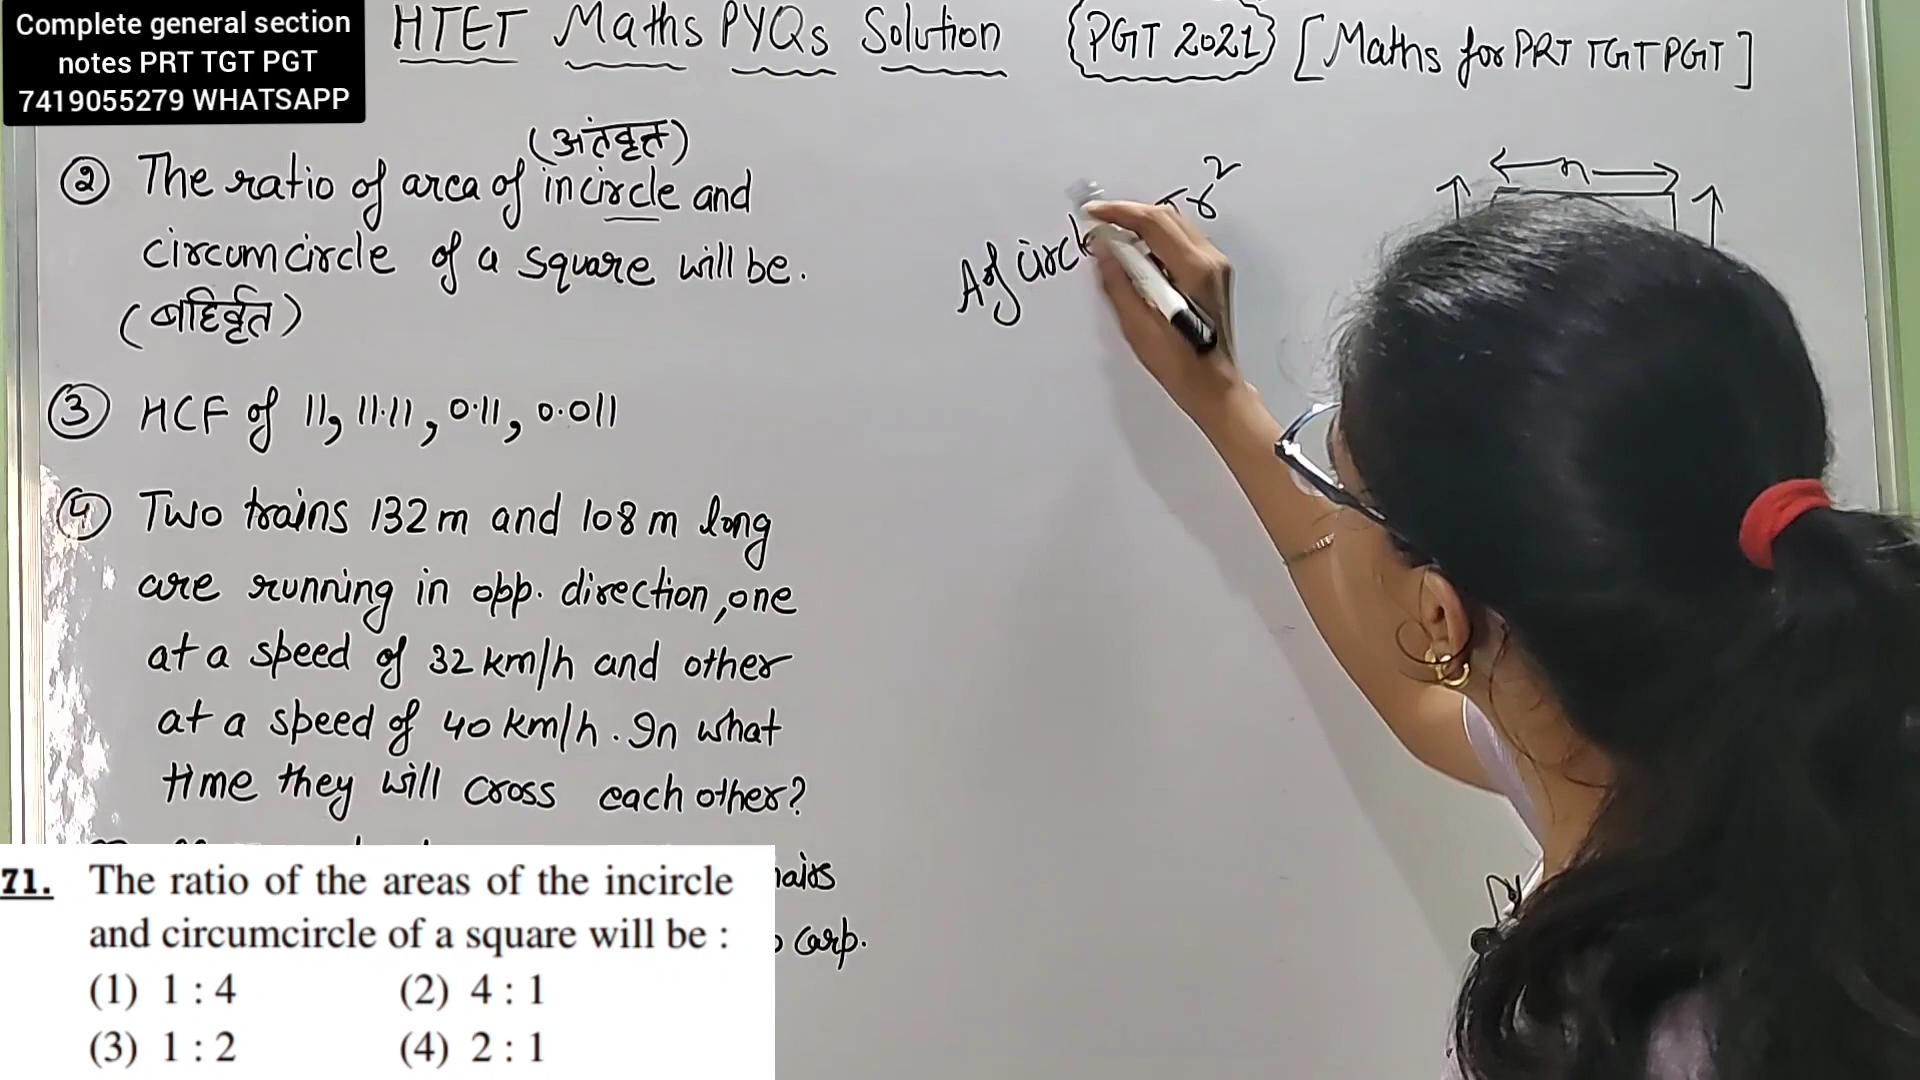 Complete general section
notes PRT TGT PGT
7419055279 WHATSAPP
HTET Maths PYQs Solution (PGT 2021) [Maths for PRT TGT PGT]
(अंतवृत्त)
② The ratio of area of incircle and
circumcircle of a square will be.
(बहिर्वृत)
③ HCF of 11, 11.11, 0.11, 0.011
④ Two trains 132 m and 108 m long
are running in opp. direction, one
at a speed of 32 km/h and other
at a speed of 40 km/h. In what
time they will cross each other?
carp.
A of circle πr²
n
71. The ratio of the areas of the incircle
and circumcircle of a square will be :
(1) 1 : 4 (2) 4 : 1
(3) 1 : 2 (4) 2 : 1